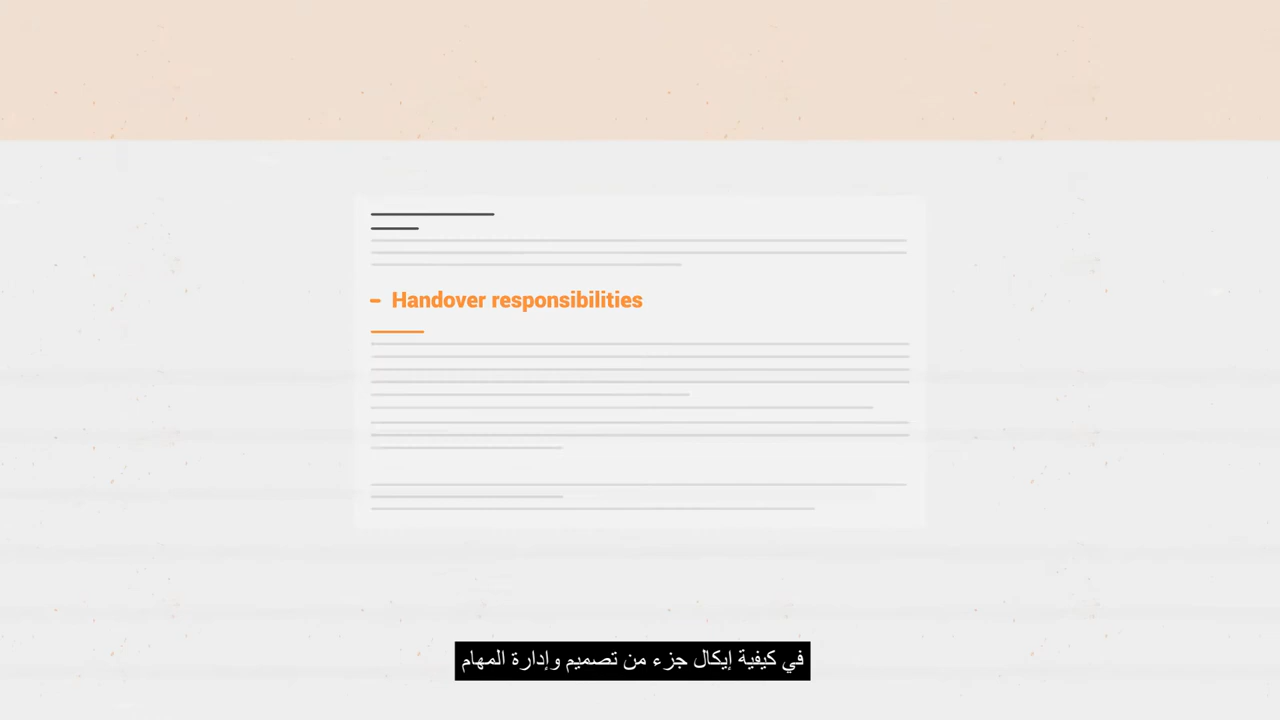 – Handover responsibilities
في كيفية إيكال جزء من تصميم وإدارة المهام